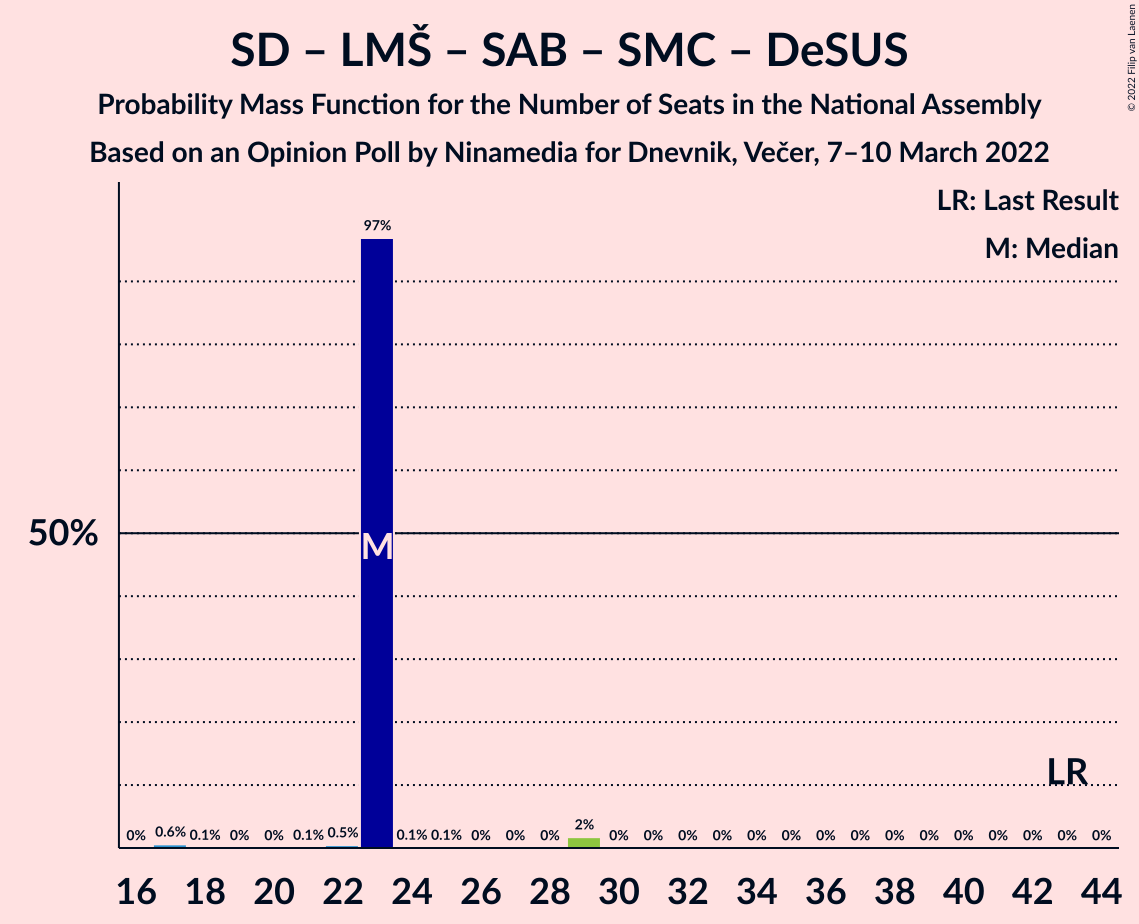 SD – LMŠ – SAB – SMC – DeSUS
Probability Mass Function for the Number of Seats in the National Assembly
Based on an Opinion Poll by Ninamedia for Dnevnik, Večer, 7–10 March 2022
© 2022 Filip van Laenen
LR: Last Result
M: Median
97%
50%
M
LR
0% 0.6% 0.1% 0% 0% 0.1% 0.5% 0.1% 0.1% 0% 0% 0% 2% 0% 0% 0% 0% 0% 0% 0% 0% 0% 0% 0% 0% 0% 0% 0%
16 18 20 22 24 26 28 30 32 34 36 38 40 42 44